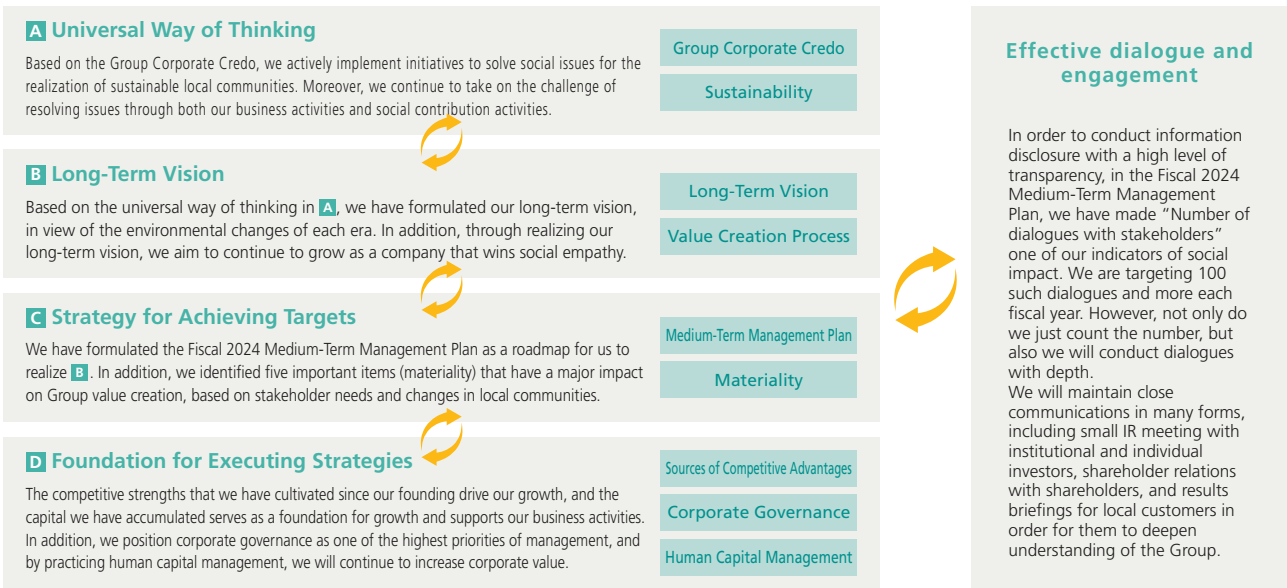 A Universal Way of Thinking
Based on the Group Corporate Credo, we actively implement initiatives to solve social issues for the
realization of sustainable local communities. Moreover, we continue to take on the challenge of
resolving issues through both our business activities and social contribution activities.
Group Corporate Credo
Sustainability
B Long-Term Vision
Based on the universal way of thinking in A, we have formulated our long-term vision,
in view of the environmental changes of each era. In addition, through realizing our
long-term vision, we aim to continue to grow as a company that wins social empathy.
Long-Term Vision
Value Creation Process
C Strategy for Achieving Targets
We have formulated the Fiscal 2024 Medium-Term Management Plan as a roadmap for us to
realize B. In addition, we identified five important items (materiality) that have a major impact
on Group value creation, based on stakeholder needs and changes in local communities.
Medium-Term Management Plan
Materiality
D Foundation for Executing Strategies
The competitive strengths that we have cultivated since our founding drive our growth, and the
capital we have accumulated serves as a foundation for growth and supports our business activities.
In addition, we position corporate governance as one of the highest priorities of management, and
by practicing human capital management, we will continue to increase corporate value.
Sources of Competitive Advantages
Corporate Governance
Human Capital Management
Effective dialogue and
engagement
In order to conduct information
disclosure with a high level of
transparency, in the Fiscal 2024
Medium-Term Management
Plan, we have made “Number of
dialogues with stakeholders”
one of our indicators of social
impact. We are targeting 100
such dialogues and more each
fiscal year. However, not only do
we just count the number, but
also we will conduct dialogues
with depth.
We will maintain close
communications in many forms,
including small IR meeting with
institutional and individual
investors, shareholder relations
with shareholders, and results
briefings for local customers in
order for them to deepen
understanding of the Group.